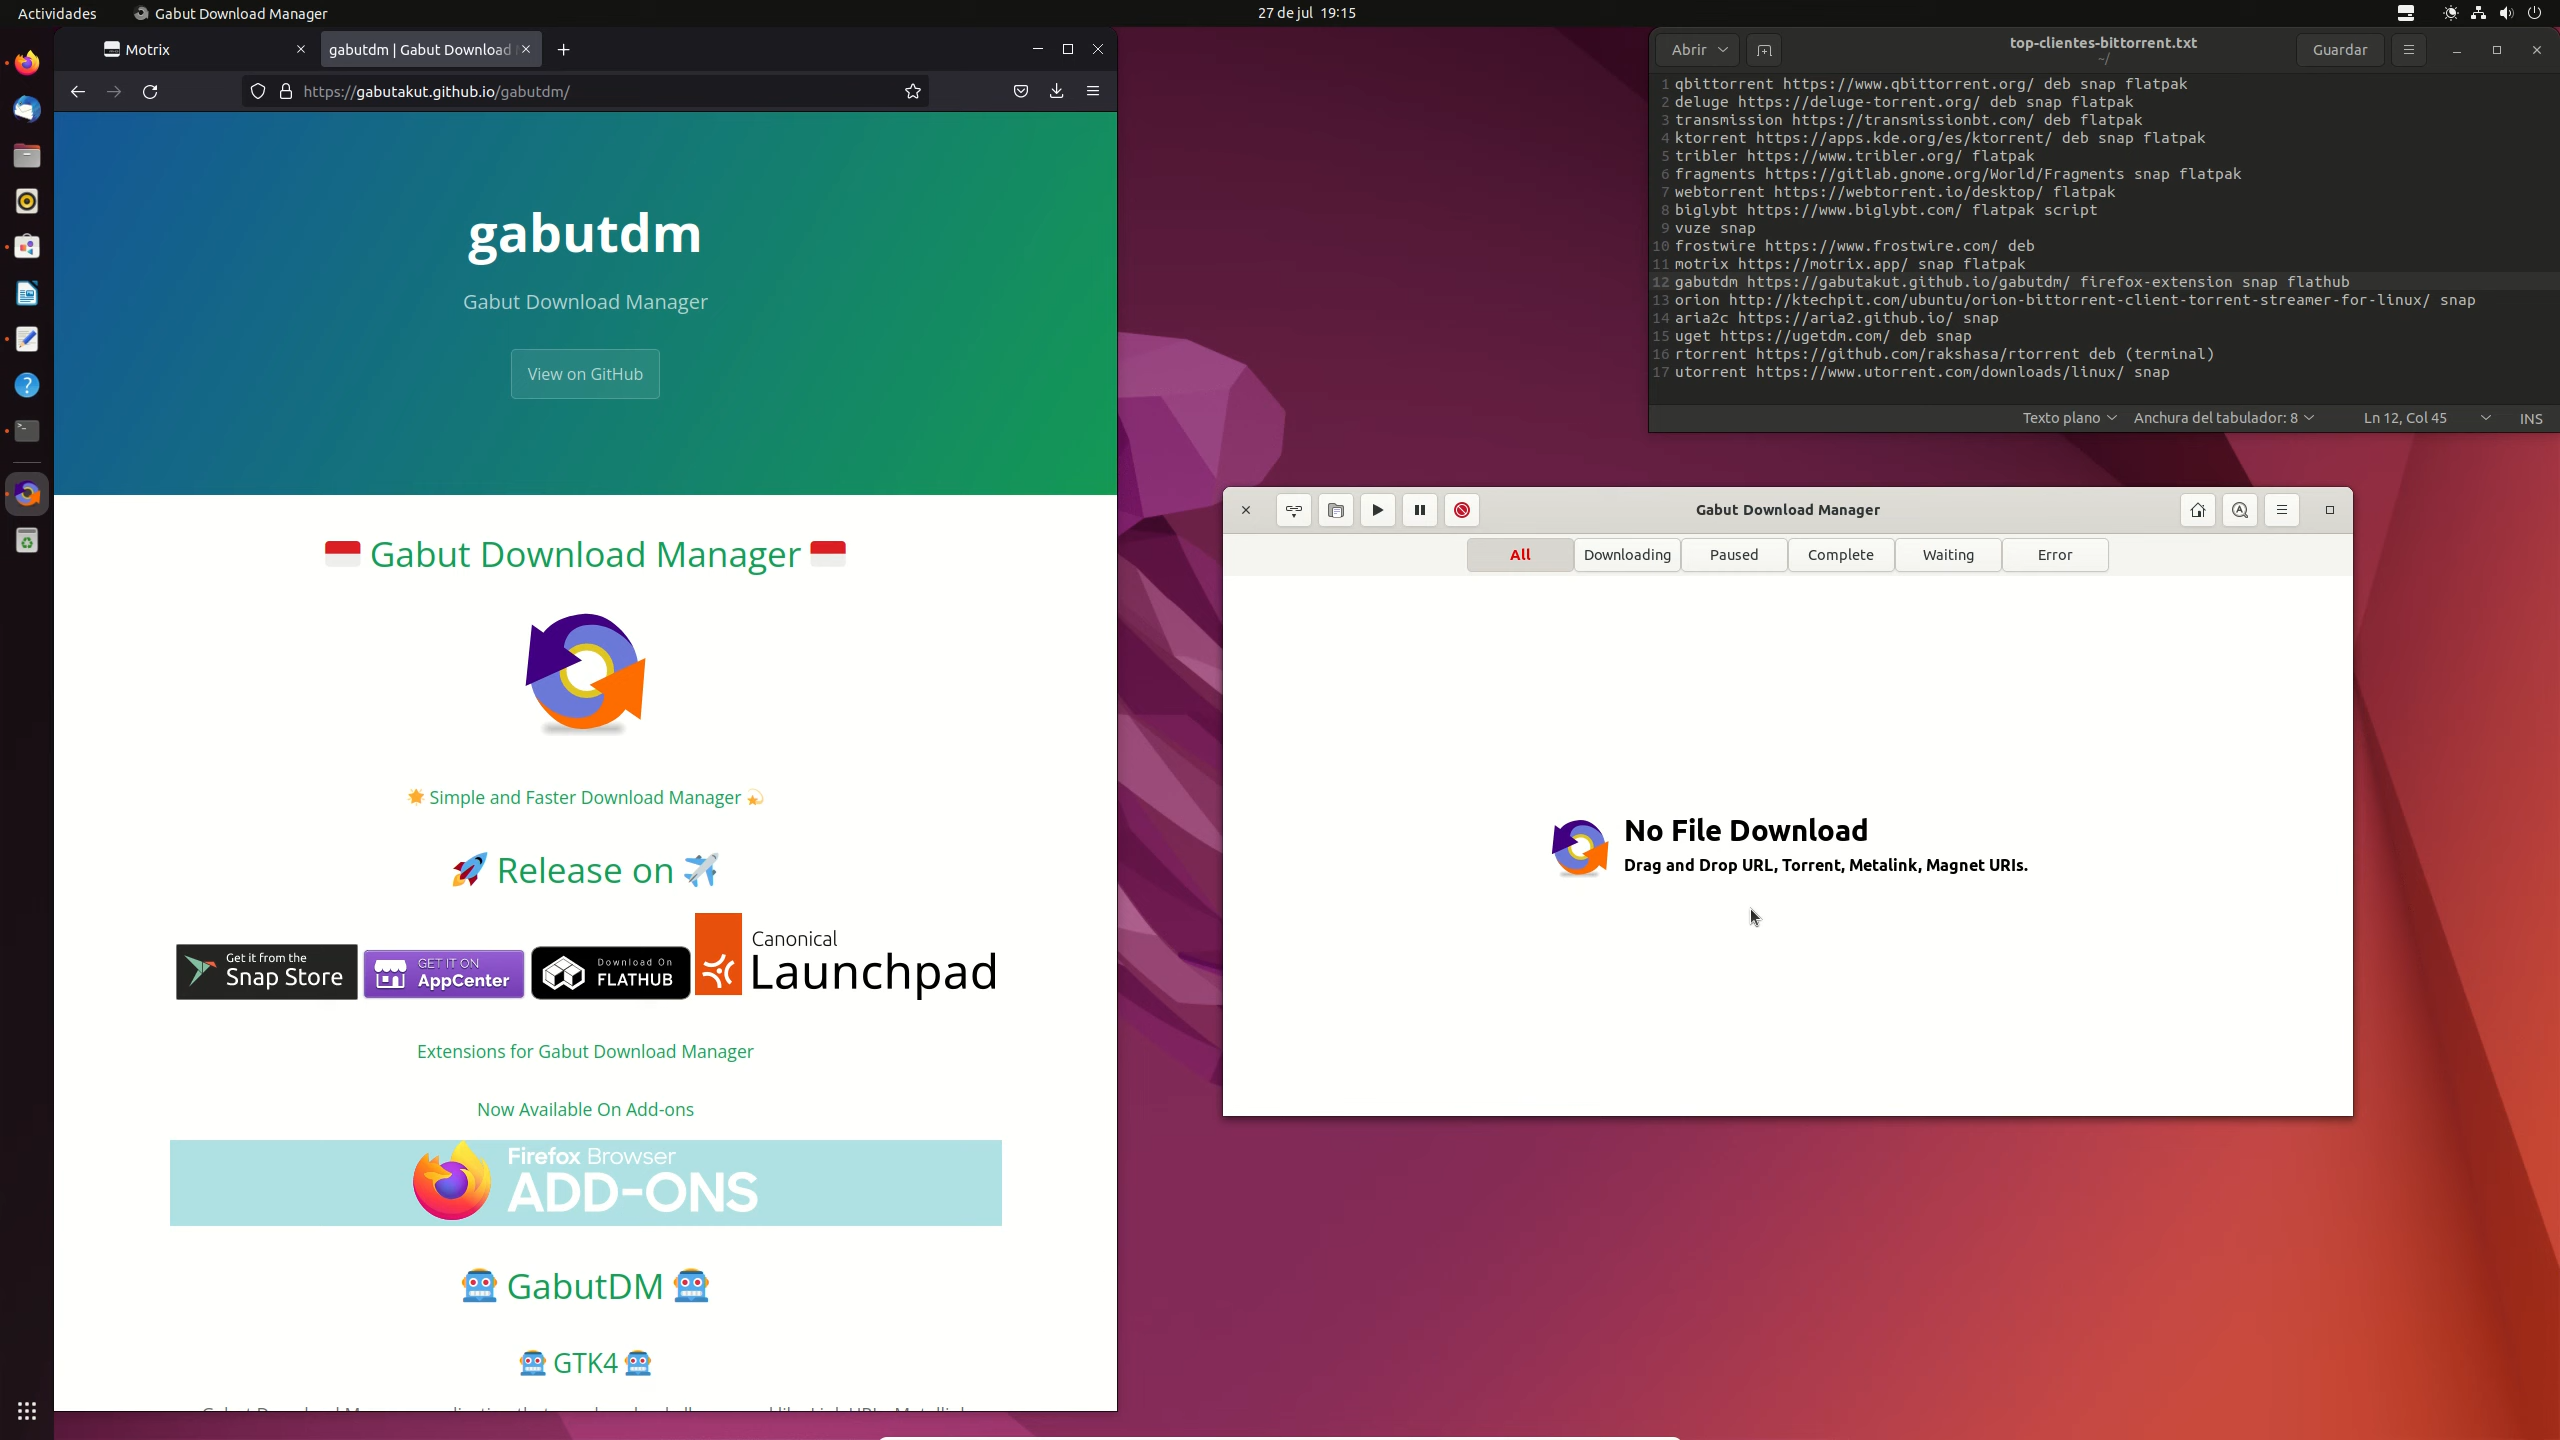 Actividades
Gabut Download Manager
27 de jul 19:15
Motrix
gabutdm | Gabut Download
https://gabutakut.github.io/gabutdm/
gabutdm
Gabut Download Manager
View on GitHub
Gabut Download Manager
Simple and Faster Download Manager
Release on
Get it from the
Snap Store
GET IT ON
AppCenter
Download On
FLATHUB
Canonical
Launchpad
Extensions for Gabut Download Manager
Now Available On Add-ons
Firefox Browser
ADD-ONS
GabutDM
GTK4
Abrir
top-clientes-bittorrent.txt
~/
Guardar
1 qbittorrent https://www.qbittorrent.org/ deb snap flatpak
2 deluge https://deluge-torrent.org/ deb snap flatpak
3 transmission https://transmissionbt.com/ deb flatpak
4 ktorrent https://apps.kde.org/es/ktorrent/ deb snap flatpak
5 tribler https://www.tribler.org/ flatpak
6 fragments https://gitlab.gnome.org/World/Fragments snap flatpak
7 webtorrent https://webtorrent.io/desktop/ flatpak
8 biglybt https://www.biglybt.com/ flatpak script
9 vuze snap
10 frostwire https://www.frostwire.com/ deb
11 motrix https://motrix.app/ snap flatpak
12 gabutdm https://gabutakut.github.io/gabutdm/ firefox-extension snap flathub
13 orion http://ktechpit.com/ubuntu/orion-bittorrent-client-torrent-streamer-for-linux/ snap
14 aria2c https://aria2.github.io/ snap
15 uget https://ugetdm.com/ deb snap
16 rtorrent https://github.com/rakshasa/rtorrent deb (terminal)
17 utorrent https://www.utorrent.com/downloads/linux/ snap
Texto plano
Anchura del tabulador: 8
Ln 12, Col 45
INS
Gabut Download Manager
All
Downloading
Paused
Complete
Waiting
Error
No File Download
Drag and Drop URL, Torrent, Metalink, Magnet URIs.